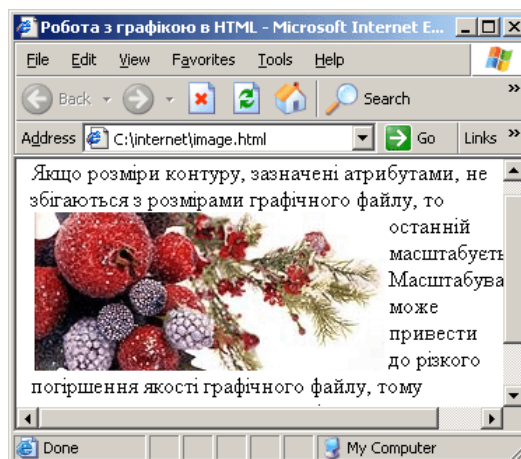 Робота з графікою в HTML - Microsoft Internet E...
File Edit View Favorites Tools Help
Back Search »
Address C:\internet\image.html Go Links »
Якщо розміри контуру, зазначені атрибутами, не
збігаються з розмірами графічного файлу, то
останній
масштабуєть
Масштабува
може
привести
до різкого
погіршення якості графічного файлу, тому
Done My Computer